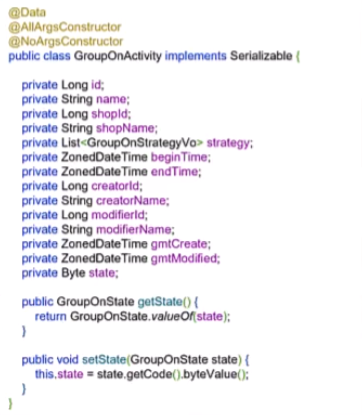 @Data
@AllArgsConstructor
@NoArgsConstructor
public class GroupOnActivity implements Serializable {
private Long id;
private String name;
private Long shopId;
private String shopName;
private List<GroupOnStrategyVo> strategy;
private ZonedDateTime beginTime;
private ZonedDateTime endTime;
private Long creatorId;
private String creatorName;
private Long modifierId;
private String modifierName;
private ZonedDateTime gmtCreate;
private ZonedDateTime gmtModified;
private Byte state;
public GroupOnState getState() {
return GroupOnState.valueOf(state);
}
public void setState(GroupOnState state) {
this.state = state.getCode().byteValue();
}
}